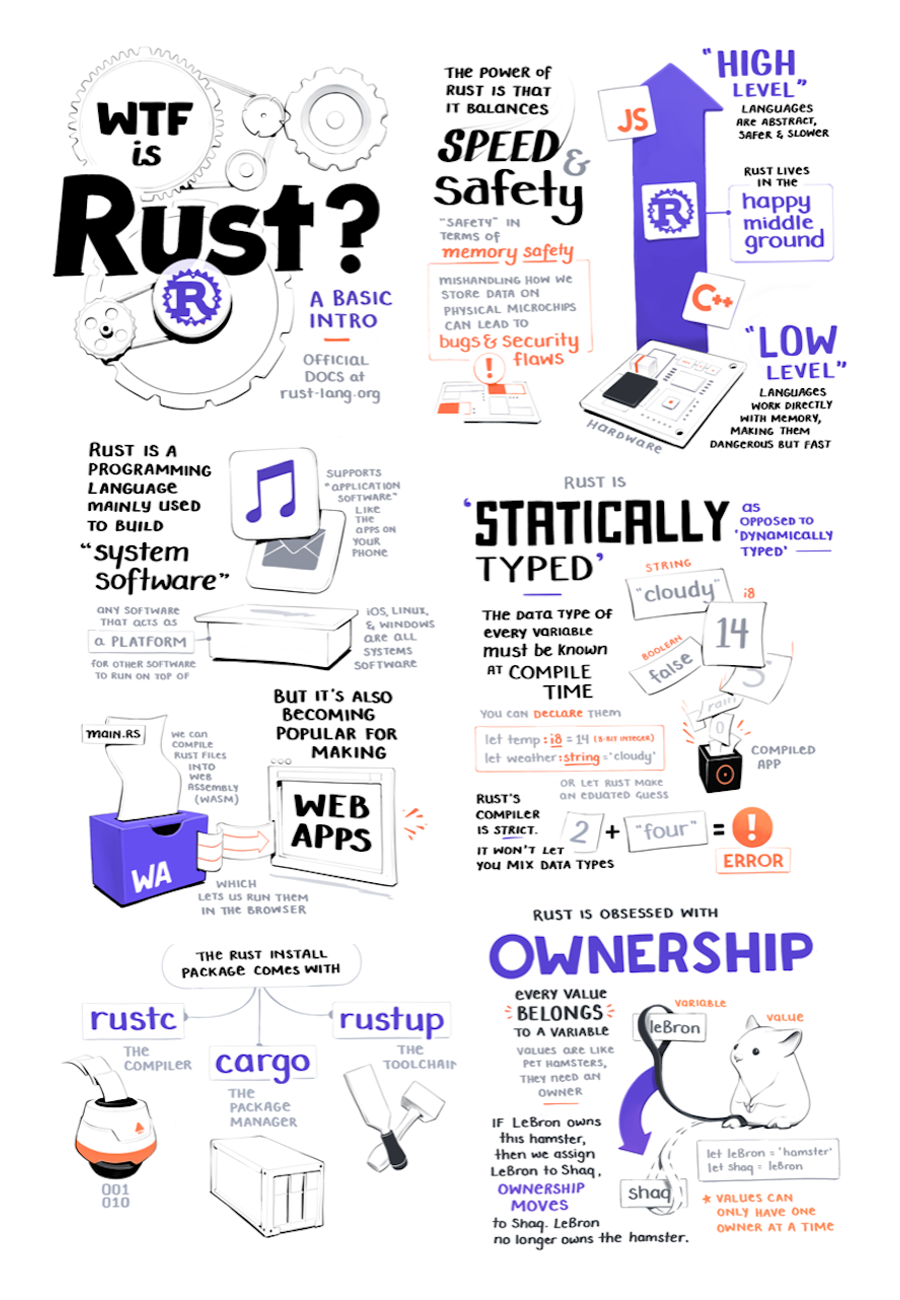 WTF
is
Rust?
R
A BASIC
INTRO
OFFICIAL
DOCS at
rust-lang.org
THE POWER of
RUST IS THAT
IT BALANCES
SPEED
&
safety
"SAFETY" IN
TERMS OF
memory safety
MISHANDLING HOW WE
STORE DATA ON
PHYSICAL MICROCHIPS
CAN LEAD TO
bugs & security
flaws
!
"HIGH
LEVEL"
LANGUAGES
ARE ABSTRACT,
SAFER & SLOWER
JS
RUST LIVES
IN THE
happy
middle
ground
R
C++
"LOW
LEVEL"
LANGUAGES
WORK DIRECTLY
WITH MEMORY,
MAKING THEM
DANGEROUS BUT FAST
HARDWARE
RUST IS A
PROGRAMMING
LANGUAGE
MAINLY USED
TO BUILD
"system
software"
SUPPORTS
"APPLICATION
SOFTWARE"
LIKE
THE
APPS ON
YOUR
PHONE
ANY SOFTWARE
THAT ACTS AS
a PLATFORM
FOR OTHER SOFTWARE
TO RUN ON TOP OF
iOS, LINUX,
& WINDOWS
ARE ALL
SYSTEMS
SOFTWARE
BUT IT'S ALSO
BECOMING
POPULAR FOR
MAKING
WEB
APPS
main.RS
WE CAN
COMPILE
RUST FILES
INTO
WEB
ASSEMBLY
(WASM)
WA
WHICH
LETS US RUN THEM
IN THE BROWSER
RUST IS
'STATICALLY
TYPED'
AS
OPPOSED TO
'DYNAMICALLY
TYPED'
STRING
"cloudy"
i8
14
BOOLEAN
false
5
rain
0
COMPILED
APP
THE DATA TYPE OF
every VARIABLE
must be KNOWN
AT COMPILE
TIME
YOU CAN DECLARE THEM
let temp:i8 = 14 (8-BIT INTEGER)
let weather:string = 'cloudy'
OR LET RUST MAKE
AN EDUATED GUESS
RUST'S
COMPILER
IS STRICT.
IT WON'T LET
YOU MIX DATA TYPES
2 + "four" = !
ERROR
THE RUST INSTALL
PACKAGE COMES WITH
rustc
THE
COMPILER
001
010
cargo
THE
PACKAGE
MANAGER
rustup
THE
TOOLCHAIN
RUST IS OBSESSED WITH
OWNERSHIP
EVERY VALUE
BELONGS
TO A VARIABLE
VALUES ARE LIKE
PET HAMSTERS,
THEY NEED AN
OWNER
VARIABLE
leBron
VALUE
IF LeBron owns
this hamster,
then we assign
LeBron to Shaq,
OWNERSHIP
MOVES
to Shaq. LeBron
no longer owns the hamster.
shaq
let leBron = 'hamster'
let shaq = leBron
* VALUES CAN
ONLY HAVE ONE
OWNER AT A TIME